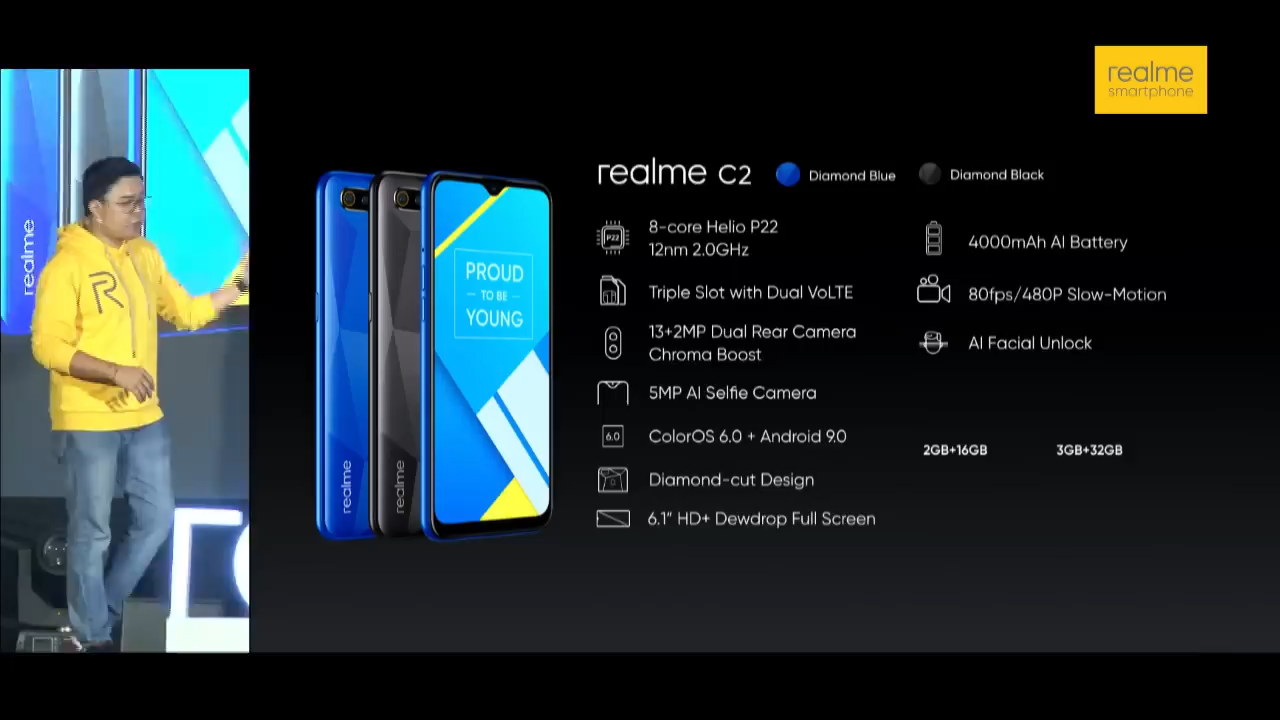 realme
smartphone
realme c2
Diamond Blue
Diamond Black
P22
8-core Helio P22
12nm 2.0GHz
4000mAh AI Battery
Triple Slot with Dual VoLTE
80fps/480P Slow-Motion
13+2MP Dual Rear Camera
Chroma Boost
AI Facial Unlock
5MP AI Selfie Camera
6.0
ColorOS 6.0 + Android 9.0
2GB+16GB
3GB+32GB
Diamond-cut Design
6.1" HD+ Dewdrop Full Screen
PROUD
TO BE
YOUNG
realme
realme
realme
R